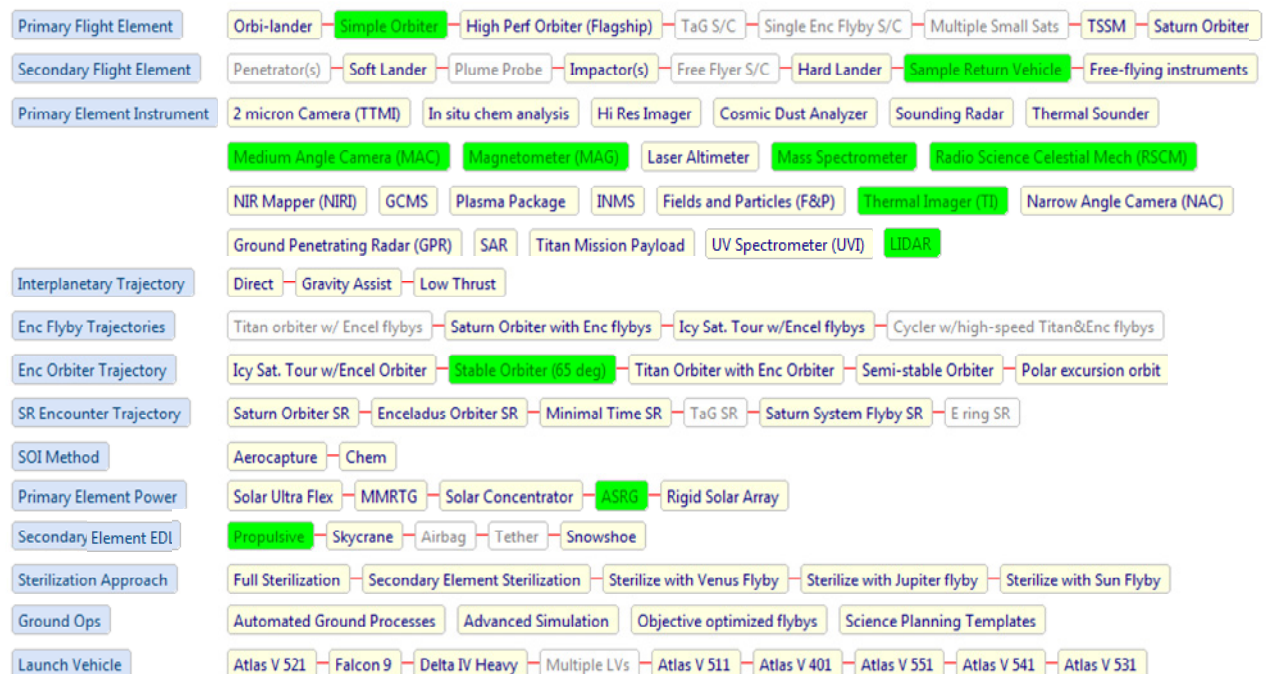 Primary Flight Element Orbi-lander Simple Orbiter High Perf Orbiter (Flagship) TaG S/C Single Enc Flyby S/C Multiple Small Sats TSSM Saturn Orbiter
Secondary Flight Element Penetrator(s) Soft Lander Plume Probe Impactor(s) Free Flyer S/C Hard Lander Sample Return Vehicle Free-flying instruments
Primary Element Instrument 2 micron Camera (TTMI) In situ chem analysis Hi Res Imager Cosmic Dust Analyzer Sounding Radar Thermal Sounder
Medium Angle Camera (MAC) Magnetometer (MAG) Laser Altimeter Mass Spectrometer Radio Science Celestial Mech (RSCM)
NIR Mapper (NIRI) GCMS Plasma Package INMS Fields and Particles (F&P) Thermal Imager (TI) Narrow Angle Camera (NAC)
Ground Penetrating Radar (GPR) SAR Titan Mission Payload UV Spectrometer (UVI) LIDAR
Interplanetary Trajectory Direct Gravity Assist Low Thrust
Enc Flyby Trajectories Titan orbiter w/ Encel flybys Saturn Orbiter with Enc flybys Icy Sat. Tour w/Encel flybys Cycler w/high-speed Titan&Enc flybys
Enc Orbiter Trajectory Icy Sat. Tour w/Encel Orbiter Stable Orbiter (65 deg) Titan Orbiter with Enc Orbiter Semi-stable Orbiter Polar excursion orbit
SR Encounter Trajectory Saturn Orbiter SR Enceladus Orbiter SR Minimal Time SR TaG SR Saturn System Flyby SR E ring SR
SOI Method Aerocapture Chem
Primary Element Power Solar Ultra Flex MMRTG Solar Concentrator ASRG Rigid Solar Array
Secondary Element EDL Propulsive Skycrane Airbag Tether Snowshoe
Sterilization Approach Full Sterilization Secondary Element Sterilization Sterilize with Venus Flyby Sterilize with Jupiter flyby Sterilize with Sun Flyby
Ground Ops Automated Ground Processes Advanced Simulation Objective optimized flybys Science Planning Templates
Launch Vehicle Atlas V 521 Falcon 9 Delta IV Heavy Multiple LVs Atlas V 511 Atlas V 401 Atlas V 551 Atlas V 541 Atlas V 531